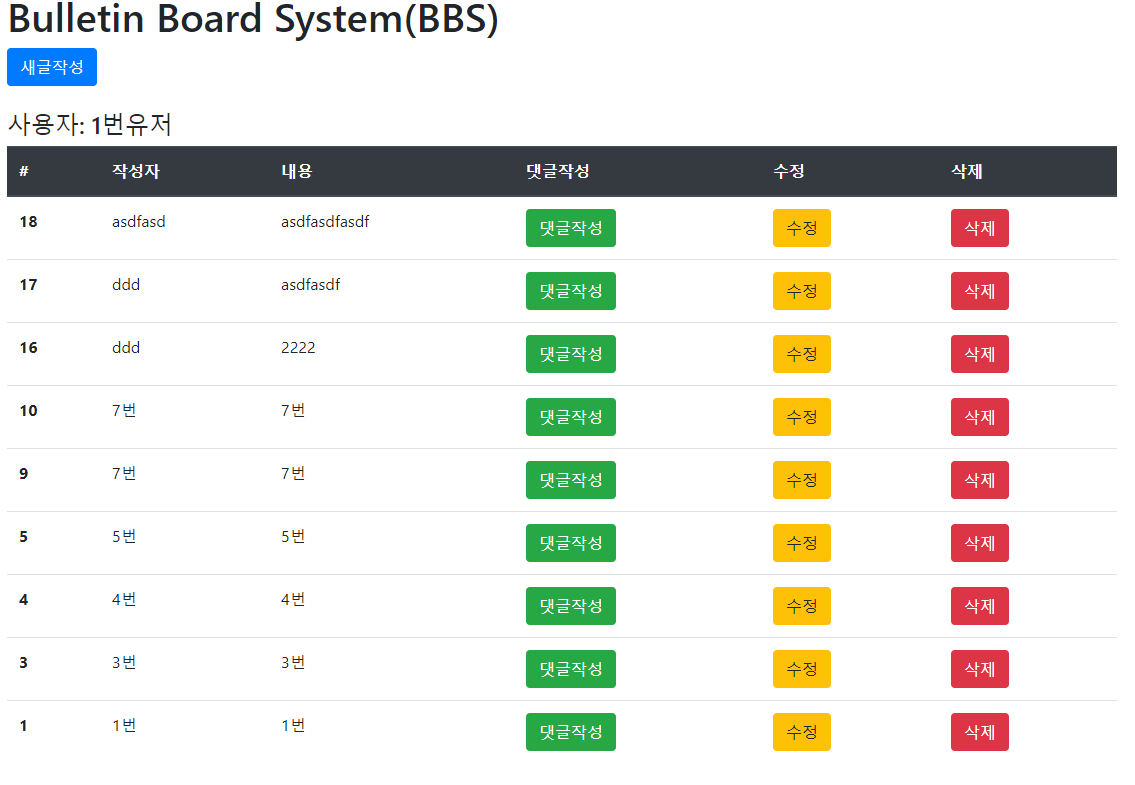 Bulletin Board System(BBS)
새글작성
사용자: 1번유저
# 작성자 내용 댓글작성 수정 삭제
18 asdfasd asdfasdfasdf 댓글작성 수정 삭제
17 ddd asdfasdf 댓글작성 수정 삭제
16 ddd 2222 댓글작성 수정 삭제
10 7번 7번 댓글작성 수정 삭제
9 7번 7번 댓글작성 수정 삭제
5 5번 5번 댓글작성 수정 삭제
4 4번 4번 댓글작성 수정 삭제
3 3번 3번 댓글작성 수정 삭제
1 1번 1번 댓글작성 수정 삭제